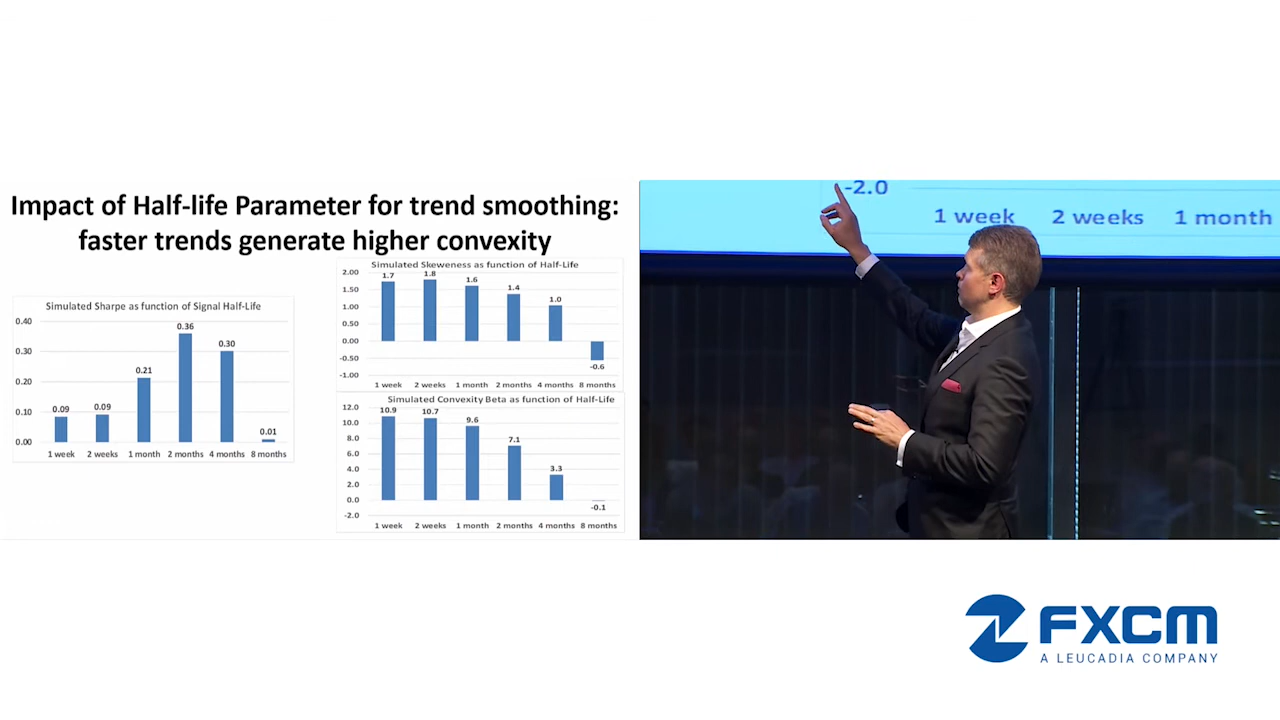 Impact of Half-life Parameter for trend smoothing:
faster trends generate higher convexity
Simulated Sharpe as function of Signal Half-Life
0.40
0.30
0.20
0.10
0.00
0.09
0.09
0.21
0.36
0.30
0.01
1 week
2 weeks
1 month
2 months
4 months
8 months
Simulated Skeweness as function of Half-Life
2.00
1.50
1.00
0.50
0.00
-0.50
-1.00
1.7
1.8
1.6
1.4
1.0
-0.6
1 week
2 weeks
1 month
2 months
4 months
8 months
Simulated Convexity Beta as function of Half-Life
12.0
10.0
8.0
6.0
4.0
2.0
0.0
-2.0
10.9
10.7
9.6
7.1
3.3
-0.1
1 week
2 weeks
1 month
2 months
4 months
8 months
-2.0
1 week
2 weeks
1 month
FXCM
A LEUCADIA COMPANY